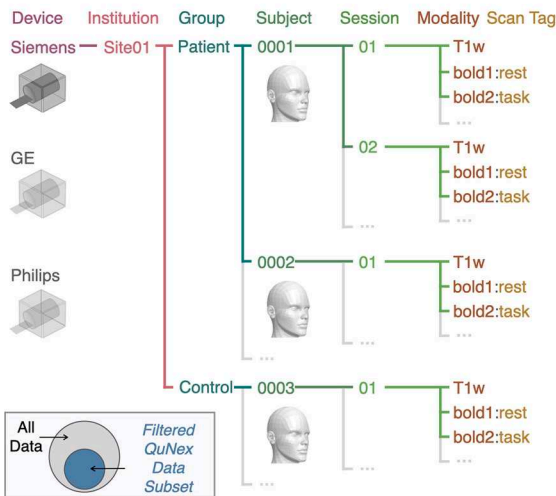 Device Institution Group Subject Session Modality Scan Tag
Siemens Site01 Patient 0001 01 T1w
bold1:rest
bold2:task
...
GE 02 T1w
bold1:rest
bold2:task
... ...
Philips 0002 01 T1w
bold1:rest
bold2:task
... ... ...
Control 0003 01 T1w
bold1:rest
bold2:task
... ... ...
All Data
Filtered
QuNex
Data
Subset